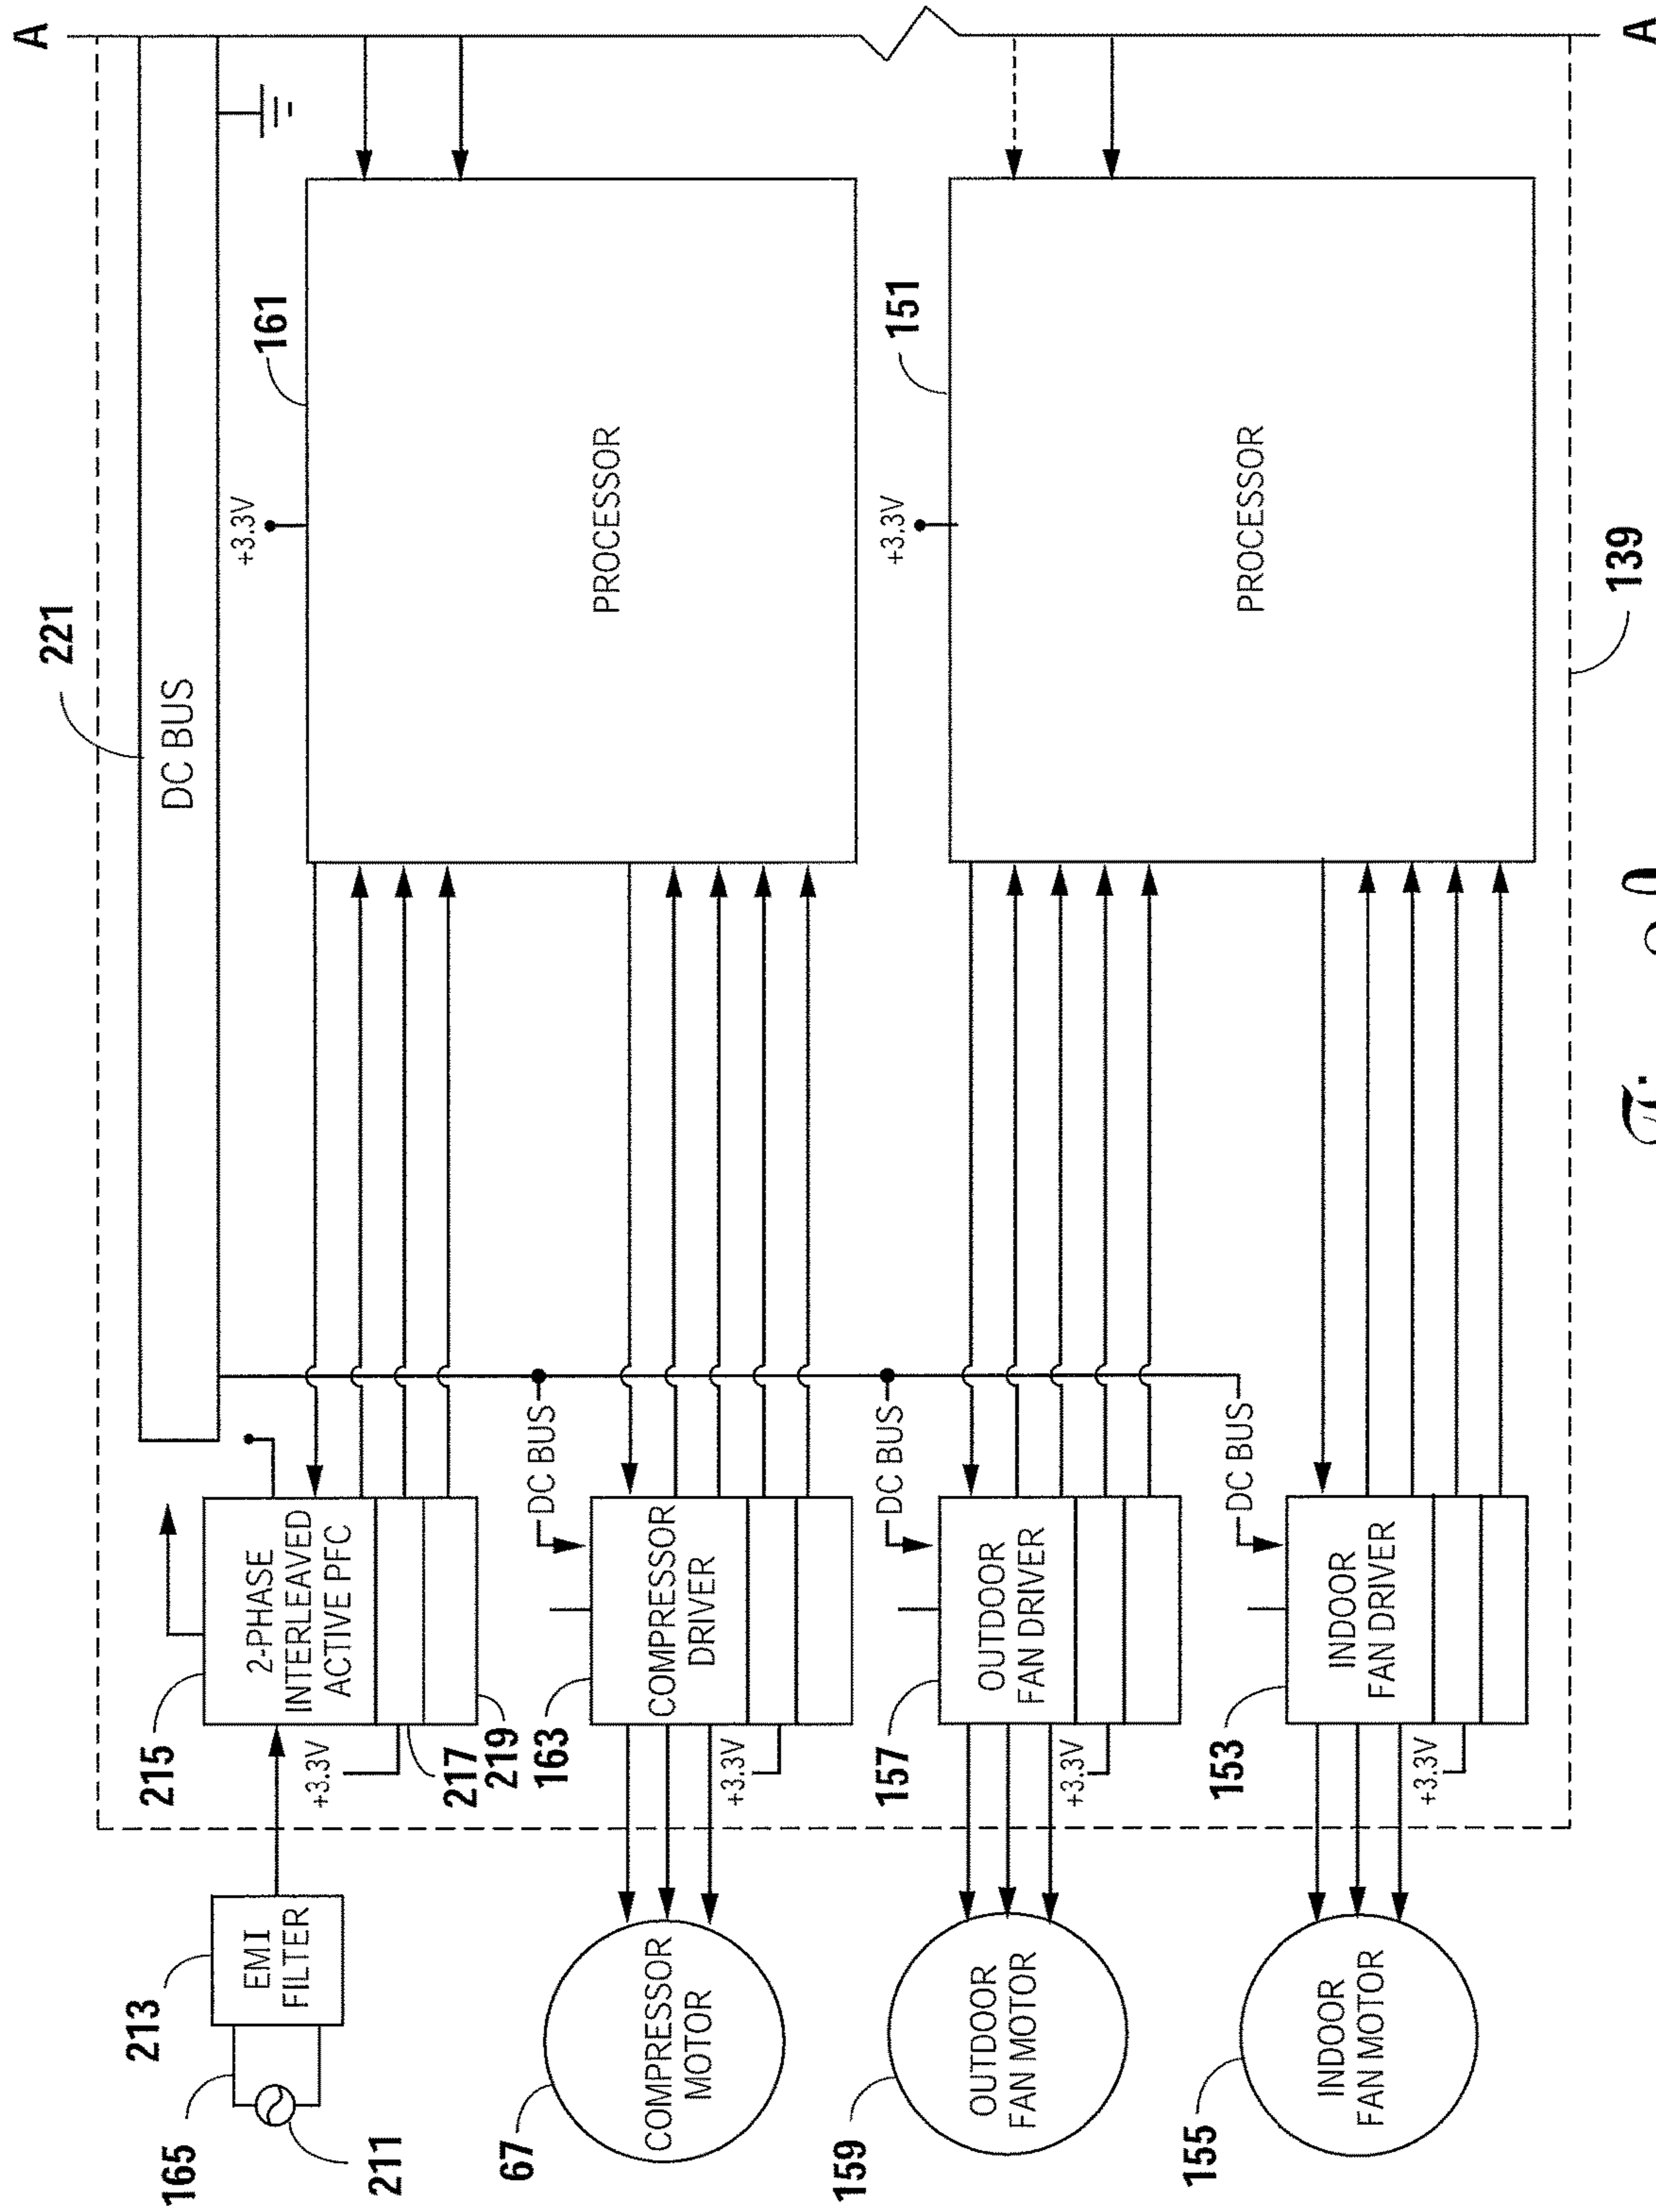 A
221
DC BUS
161
+3.3V
PROCESSOR
151
+3.3V
PROCESSOR
139
A
215
2-PHASE
INTERLEAVED
ACTIVE PFC
+3.3V
217
219
DC BUS
163
COMPRESSOR
DRIVER
+3.3V
DC BUS
157
OUTDOOR
FAN DRIVER
+3.3V
DC BUS
153
INDOOR
FAN DRIVER
+3.3V
213
EMI
FILTER
165
211
67
COMPRESSOR
MOTOR
159
OUTDOOR
FAN MOTOR
155
INDOOR
FAN MOTOR